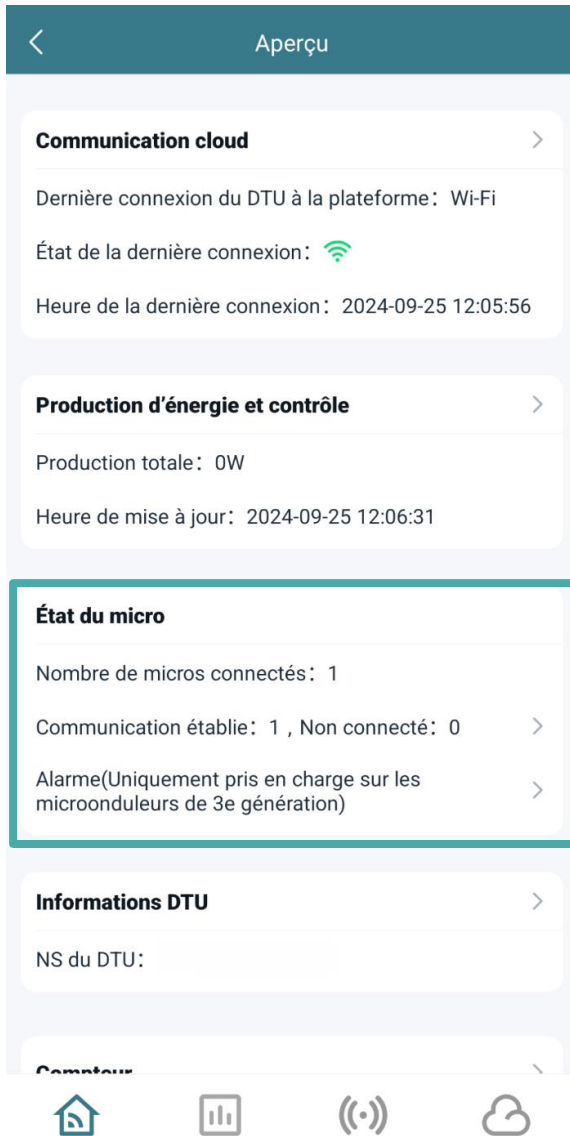 Aperçu
Communication cloud
Dernière connexion du DTU à la plateforme：Wi-Fi
État de la dernière connexion：
Heure de la dernière connexion：2024-09-25 12:05:56
Production d’énergie et contrôle
Production totale：0W
Heure de mise à jour：2024-09-25 12:06:31
État du micro
Nombre de micros connectés：1
Communication établie：1 , Non connecté：0
Alarme(Uniquement pris en charge sur les
microonduleurs de 3e génération)
Informations DTU
NS du DTU：
Compteur